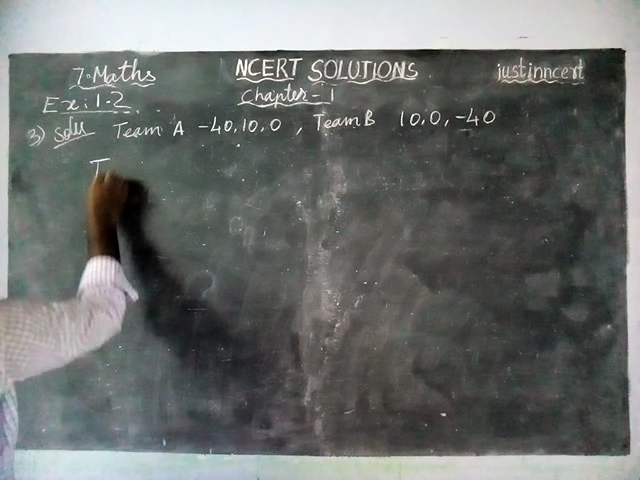 7. Maths NCERT SOLUTIONS justinncert
Ex: 1.2 Chapter - 1
3) Solu Team A -40, 10, 0 , Team B 10, 0, -40
T